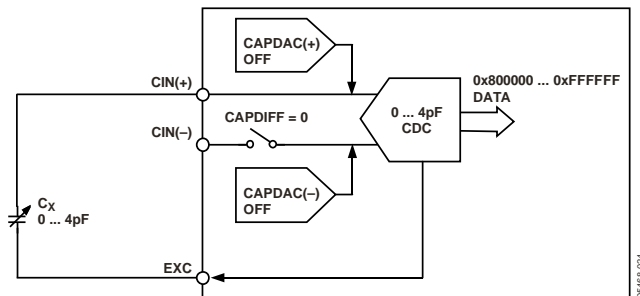 CAPDAC(+)
OFF
CIN(+)
0x800000 ... 0xFFFFFF
DATA
CAPDIFF = 0
0 ... 4pF
CDC
CIN(–)
CAPDAC(–)
OFF
CX
0 ... 4pF
EXC